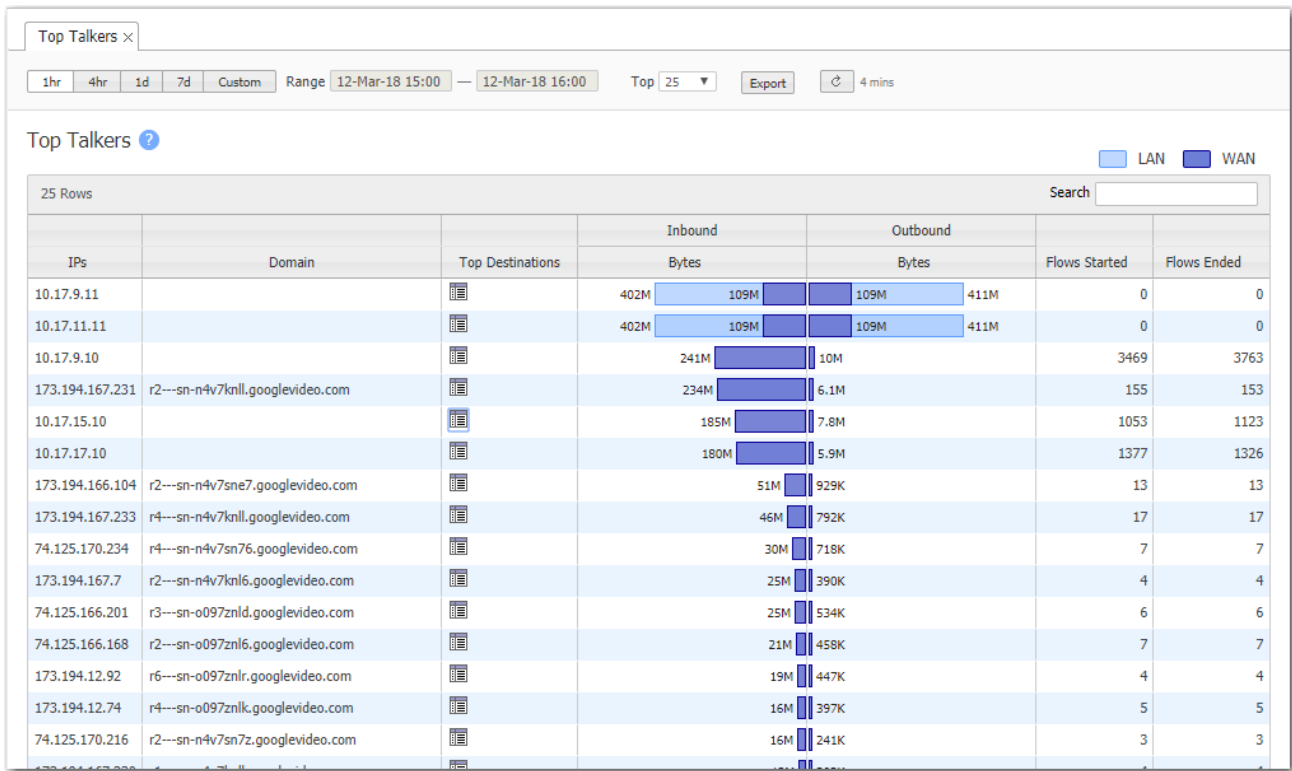 Top Talkers ×
1hr 4hr 1d 7d Custom Range 12-Mar-18 15:00 — 12-Mar-18 16:00 Top 25 ▼ Export 4 mins
Top Talkers ?
LAN WAN
25 Rows Search
Inbound Outbound
IPs Domain Top Destinations Bytes Bytes Flows Started Flows Ended
10.17.9.11 402M 109M 109M 411M 0 0
10.17.11.11 402M 109M 109M 411M 0 0
10.17.9.10 241M 10M 3469 3763
173.194.167.231 r2---sn-n4v7knll.googlevideo.com 234M 6.1M 155 153
10.17.15.10 185M 7.8M 1053 1123
10.17.17.10 180M 5.9M 1377 1326
173.194.166.104 r2---sn-n4v7sne7.googlevideo.com 51M 929K 13 13
173.194.167.233 r4---sn-n4v7knll.googlevideo.com 46M 792K 17 17
74.125.170.234 r4---sn-n4v7sn76.googlevideo.com 30M 718K 7 7
173.194.167.7 r2---sn-n4v7knl6.googlevideo.com 25M 390K 4 4
74.125.166.201 r3---sn-o097znld.googlevideo.com 25M 534K 6 6
74.125.166.168 r2---sn-o097znl6.googlevideo.com 21M 458K 7 7
173.194.12.92 r6---sn-o097znlr.googlevideo.com 19M 447K 4 4
173.194.12.74 r4---sn-o097znlk.googlevideo.com 16M 397K 5 5
74.125.170.216 r2---sn-n4v7sn7z.googlevideo.com 16M 241K 3 3